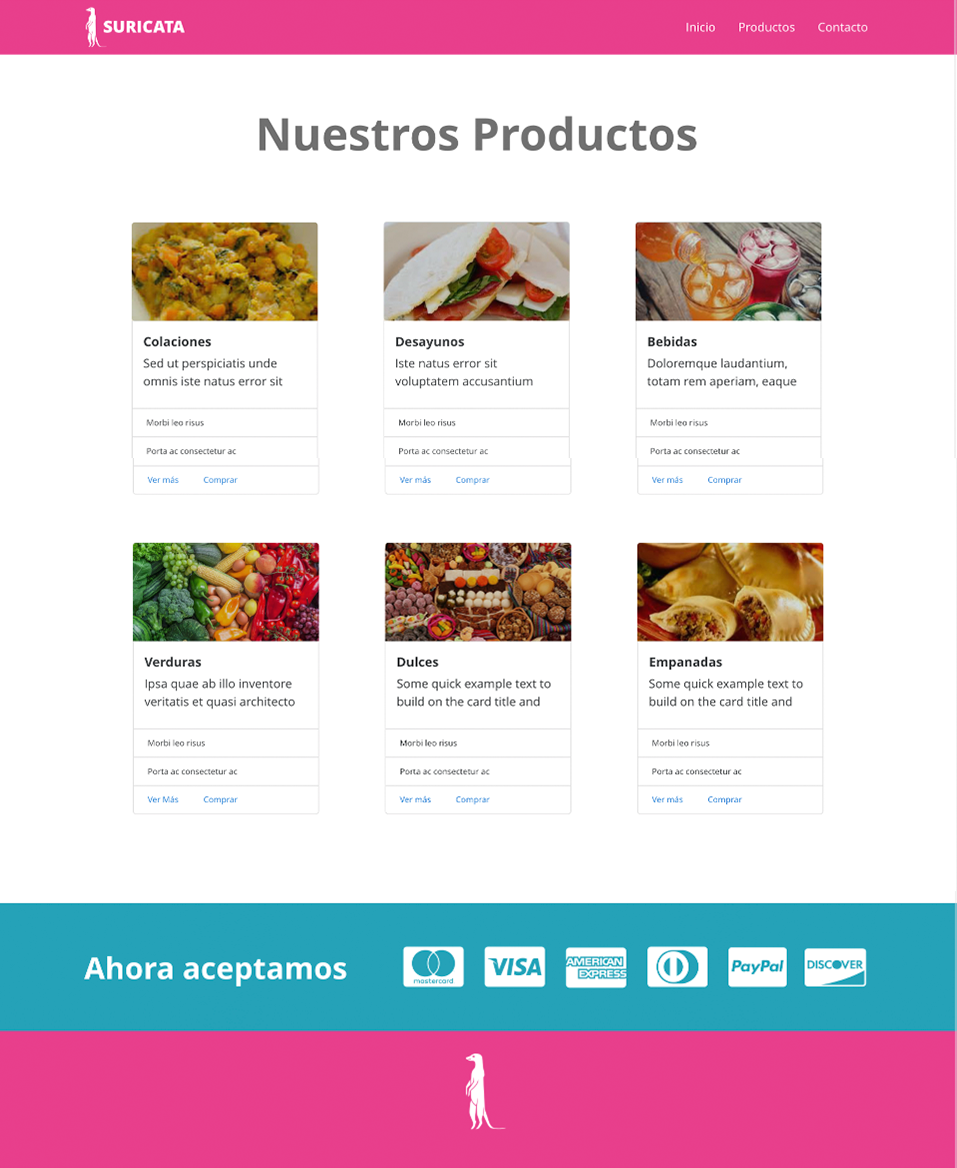 SURICATA
Inicio Productos Contacto
Nuestros Productos
Colaciones
Sed ut perspiciatis unde
omnis iste natus error sit
Morbi leo risus
Porta ac consectetur ac
Ver más Comprar
Desayunos
Iste natus error sit
voluptatem accusantium
Morbi leo risus
Porta ac consectetur ac
Ver más Comprar
Bebidas
Doloremque laudantium,
totam rem aperiam, eaque
Morbi leo risus
Porta ac consectetur ac
Ver más Comprar
Verduras
Ipsa quae ab illo inventore
veritatis et quasi architecto
Morbi leo risus
Porta ac consectetur ac
Ver Más Comprar
Dulces
Some quick example text to
build on the card title and
Morbi leo risus
Porta ac consectetur ac
Ver más Comprar
Empanadas
Some quick example text to
build on the card title and
Morbi leo risus
Porta ac consectetur ac
Ver más Comprar
Ahora aceptamos
mastercard
VISA
AMERICAN
EXPRESS
PayPal
DISCOVER